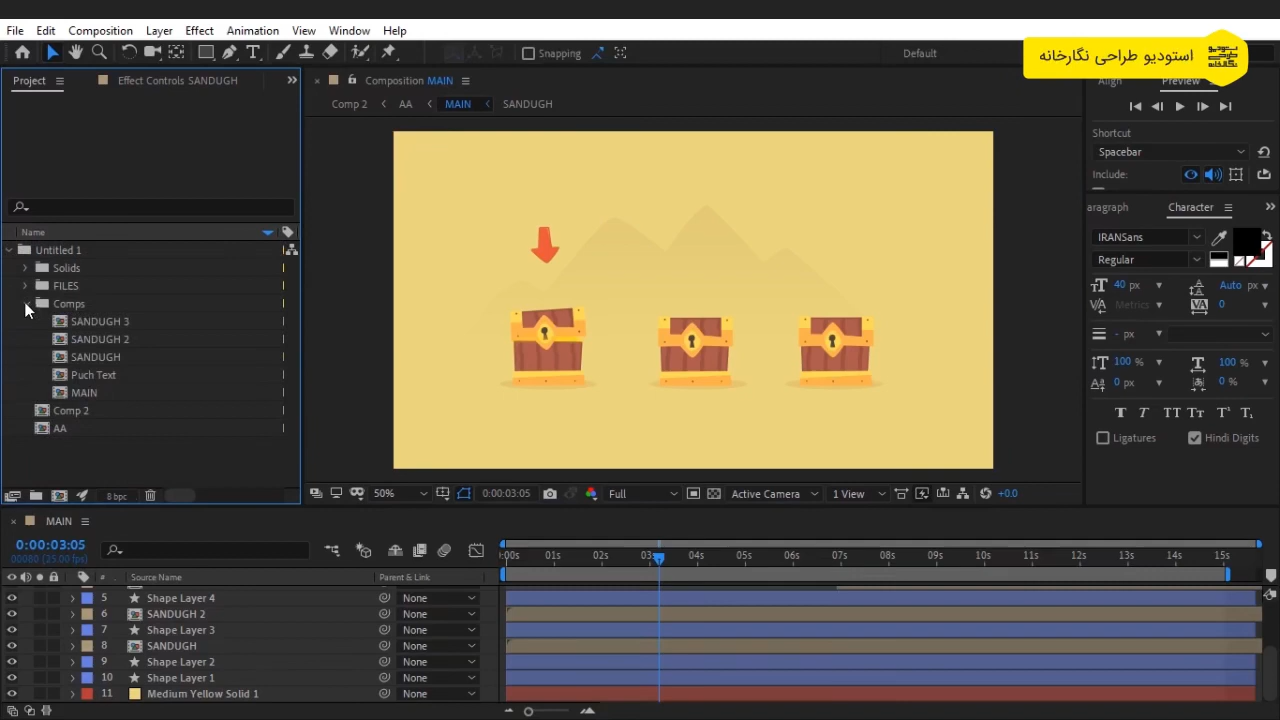 File Edit Composition Layer Effect Animation View Window Help
Snapping
Default
استودیو طراحی نگارخانه
Project
Effect Controls SANDUGH
Composition MAIN
Align
Preview
Comp 2
AA
MAIN
SANDUGH
Shortcut
Spacebar
Include:
aragraph
Character
Name
IRANSans
Untitled 1
Regular
Solids
FILES
40 px
Auto px
Comps
Metrics
0
SANDUGH 3
- px
SANDUGH 2
SANDUGH
100 %
100 %
Puch Text
0 px
0 %
MAIN
Comp 2
AA
Ligatures
Hindi Digits
8 bpc
50%
0:00:03:05
Full
Active Camera
1 View
+0.0
MAIN
0:00:03:05
00080 (25.00 fps)
:00s 01s 02s 03s 04s 05s 06s 07s 08s 09s 10s 11s 12s 13s 14s 15s
# Source Name
Parent & Link
5 Shape Layer 4 None
6 SANDUGH 2 None
7 Shape Layer 3 None
8 SANDUGH None
9 Shape Layer 2 None
10 Shape Layer 1 None
11 Medium Yellow Solid 1 None